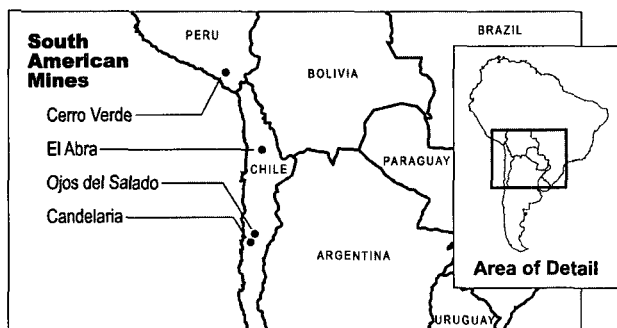 South
American
Mines
Cerro Verde
El Abra
Ojos del Salado
Candelaria
PERU
BOLIVIA
BRAZIL
CHILE
PARAGUAY
ARGENTINA
URUGUAY
Area of Detail